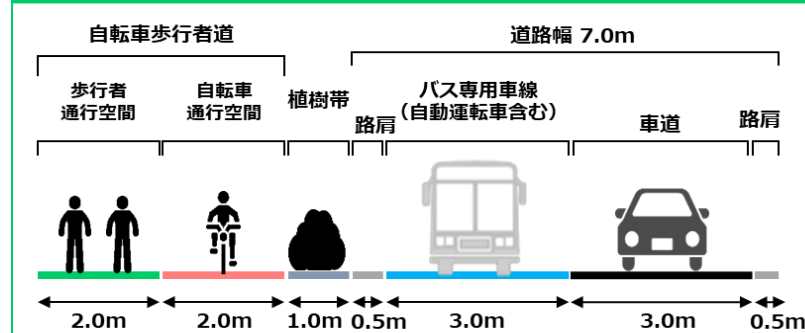 自転車歩行者道
道路幅 7.0m
歩行者
通行空間
自転車
通行空間
植樹帯
路肩
バス専用車線
(自動運転車含む)
車道
路肩
2.0m
2.0m
1.0m
0.5m
3.0m
3.0m
0.5m